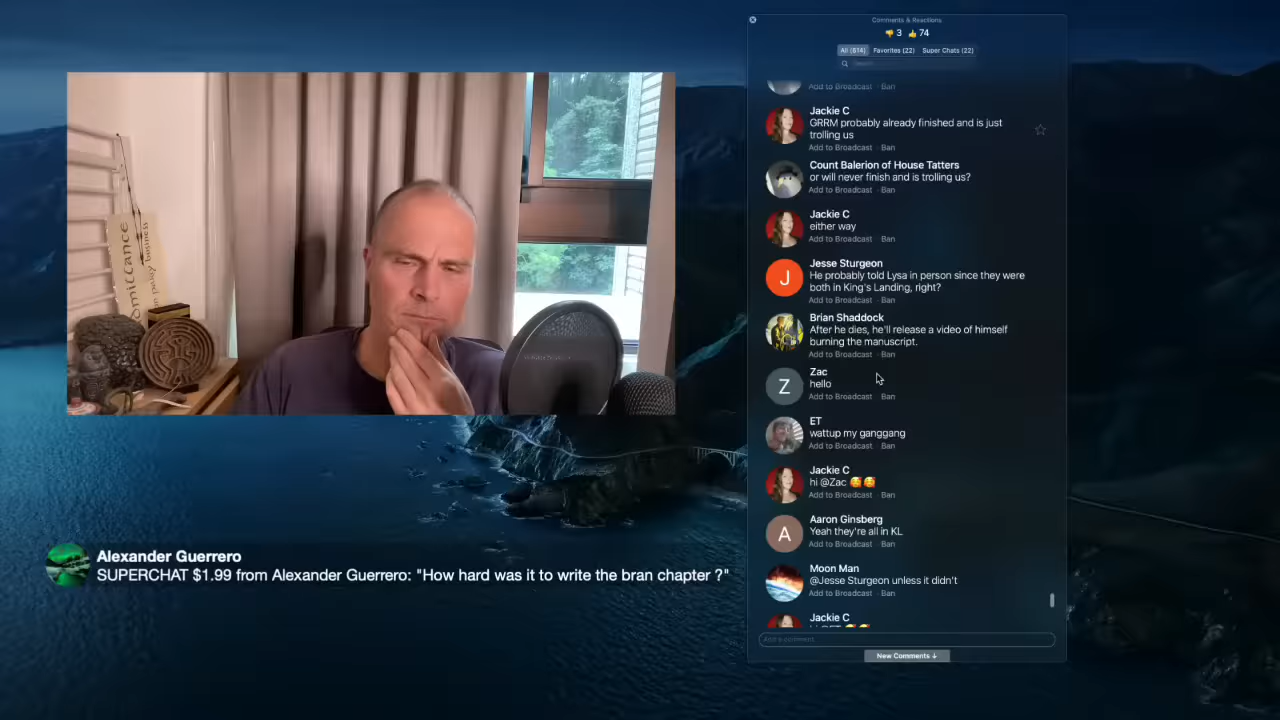 Comments & Reactions
👎 3 👍 74
All (614) Favorites (22) Super Chats (22)
Search
Add to Broadcast · Ban
Jackie C
GRRM probably already finished and is just
trolling us
Add to Broadcast · Ban
Count Balerion of House Tatters
or will never finish and is trolling us?
Add to Broadcast · Ban
Jackie C
either way
Add to Broadcast · Ban
Jesse Sturgeon
He probably told Lysa in person since they were
both in King's Landing, right?
Add to Broadcast · Ban
Brian Shaddock
After he dies, he'll release a video of himself
burning the manuscript.
Add to Broadcast · Ban
Zac
hello
Add to Broadcast · Ban
ET
wattup my ganggang
Add to Broadcast · Ban
Jackie C
hi @Zac 🥰🥰
Add to Broadcast · Ban
Aaron Ginsberg
Yeah they're all in KL
Add to Broadcast · Ban
Moon Man
@Jesse Sturgeon unless it didn't
Add to Broadcast · Ban
Jackie C
Add a comment
New Comments ↓
J
Z
A
Alexander Guerrero
SUPERCHAT $1.99 from Alexander Guerrero: "How hard was it to write the bran chapter ?"